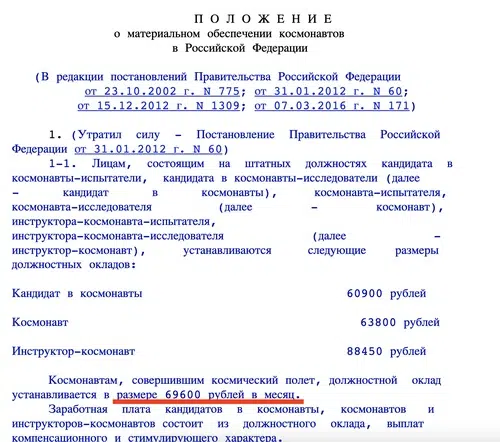 П О Л О Ж Е Н И Е
о материальном обеспечении космонавтов
в Российской Федерации
(В редакции постановлений Правительства Российской Федерации
от 23.10.2002 г. N 775; от 31.01.2012 г. N 60;
от 15.12.2012 г. N 1309; от 07.03.2016 г. N 171)
1. (Утратил силу – Постановление Правительства Российской
Федерации от 31.01.2012 г. N 60)
1-1. Лицам, состоящим на штатных должностях кандидата в
космонавты-испытатели, кандидата в космонавты-исследователи (далее
– кандидат в космонавты), космонавта-испытателя,
космонавта-исследователя (далее – космонавт),
инструктора-космонавта-испытателя,
инструктора-космонавта-исследователя (далее –
инструктор-космонавт), устанавливаются следующие размеры
должностных окладов:
Кандидат в космонавты 60900 рублей
Космонавт 63800 рублей
Инструктор-космонавт 88450 рублей
Космонавтам, совершившим космический полет, должностной оклад
устанавливается в размере 69600 рублей в месяц.
Заработная плата кандидатов в космонавты, космонавтов и
инструкторов-космонавтов состоит из должностного оклада, выплат
компенсационного и стимулирующего характера.